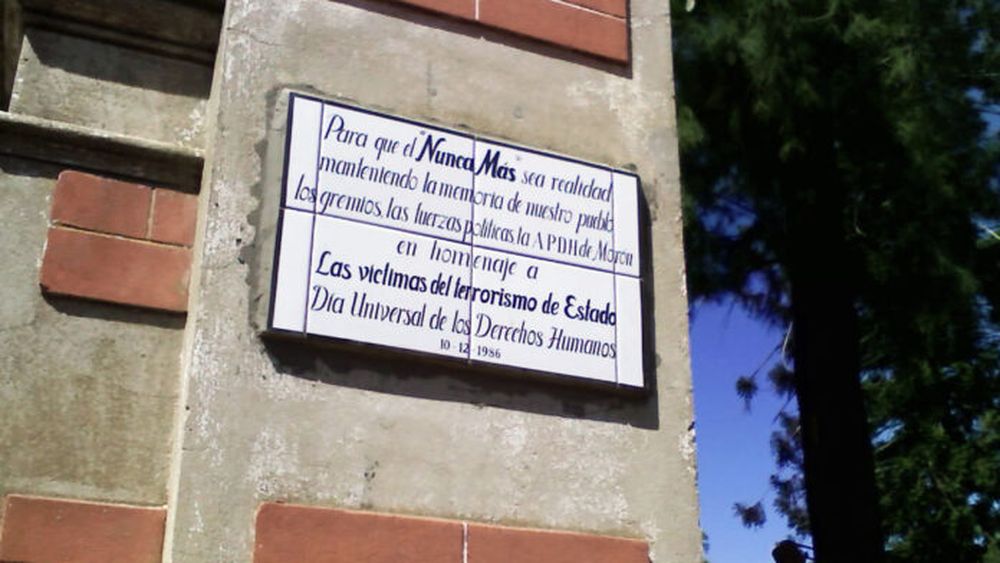 Para que el "Nunca Más" sea realidad
manteniendo la memoria de nuestro pueblo
los gremios, las fuerzas políticas, la A P D H de Morón
en homenaje a
Las víctimas del terrorismo de Estado
Día Universal de los Derechos Humanos
10-12-1986